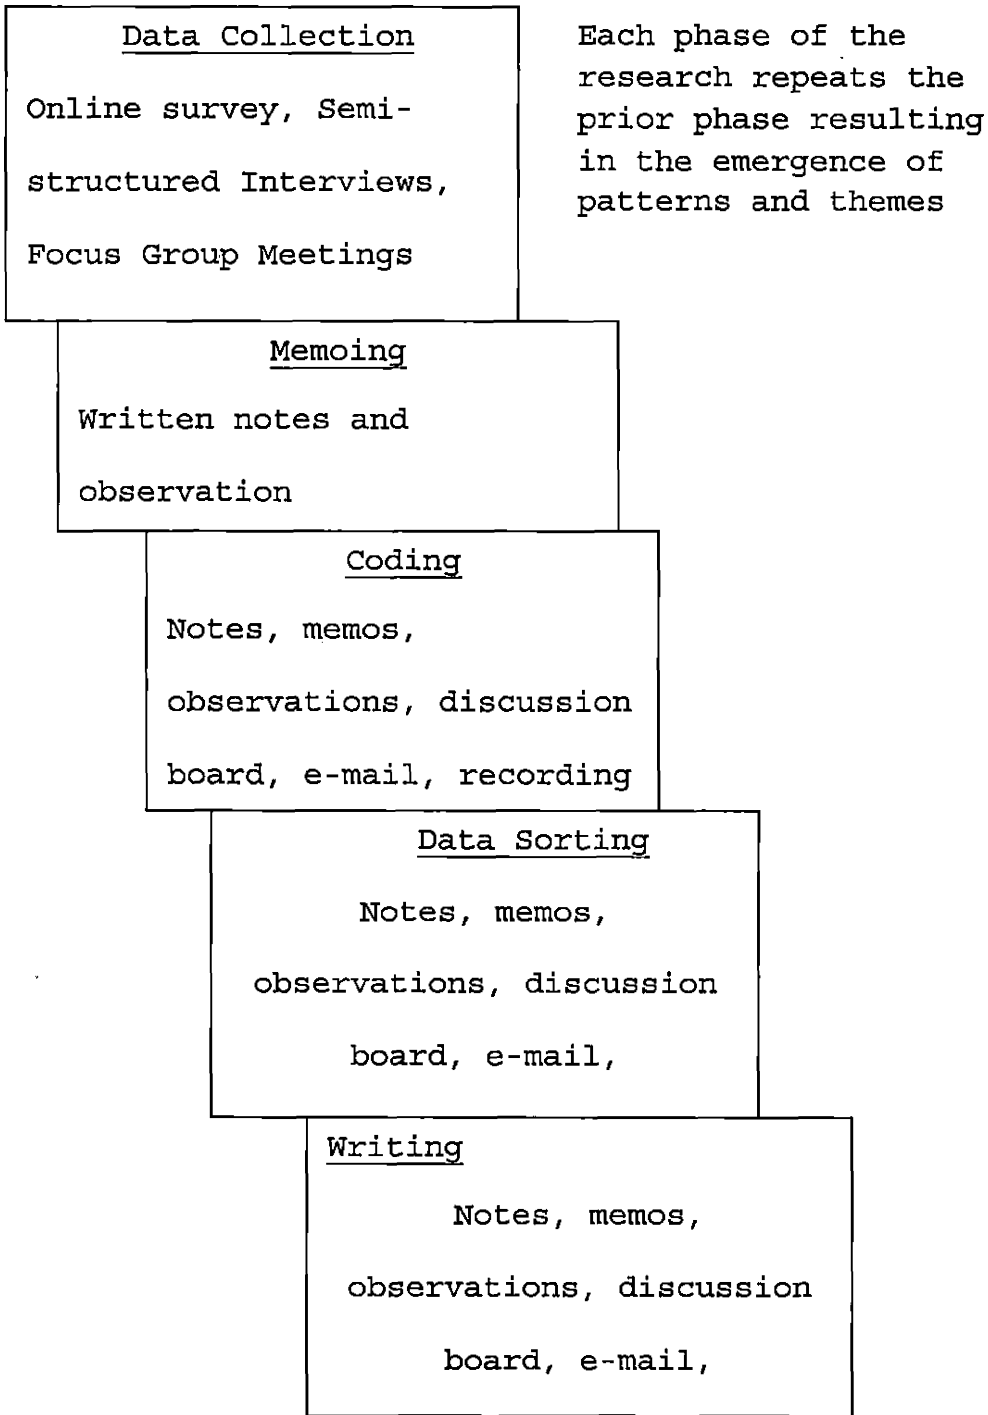 Data Collection
Online survey, Semi-
structured Interviews,
Focus Group Meetings
Each phase of the
research repeats the
prior phase resulting
in the emergence of
patterns and themes
Memoing
Written notes and
observation
Coding
Notes, memos,
observations, discussion
board, e-mail, recording
Data Sorting
Notes, memos,
observations, discussion
board, e-mail,
Writing
Notes, memos,
observations, discussion
board, e-mail,